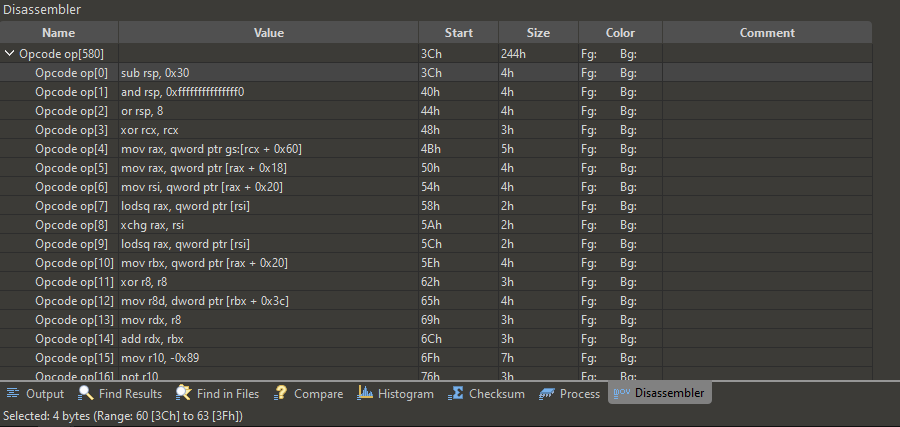 Disassembler
Name Value Start Size Color Comment
Opcode op[580] 3Ch 244h Fg: Bg:
Opcode op[0] sub rsp, 0x30 3Ch 4h Fg: Bg:
Opcode op[1] and rsp, 0xfffffffffffffff0 40h 4h Fg: Bg:
Opcode op[2] or rsp, 8 44h 4h Fg: Bg:
Opcode op[3] xor rcx, rcx 48h 3h Fg: Bg:
Opcode op[4] mov rax, qword ptr gs:[rcx + 0x60] 4Bh 5h Fg: Bg:
Opcode op[5] mov rax, qword ptr [rax + 0x18] 50h 4h Fg: Bg:
Opcode op[6] mov rsi, qword ptr [rax + 0x20] 54h 4h Fg: Bg:
Opcode op[7] lodsq rax, qword ptr [rsi] 58h 2h Fg: Bg:
Opcode op[8] xchg rax, rsi 5Ah 2h Fg: Bg:
Opcode op[9] lodsq rax, qword ptr [rsi] 5Ch 2h Fg: Bg:
Opcode op[10] mov rbx, qword ptr [rax + 0x20] 5Eh 4h Fg: Bg:
Opcode op[11] xor r8, r8 62h 3h Fg: Bg:
Opcode op[12] mov r8d, dword ptr [rbx + 0x3c] 65h 4h Fg: Bg:
Opcode op[13] mov rdx, r8 69h 3h Fg: Bg:
Opcode op[14] add rdx, rbx 6Ch 3h Fg: Bg:
Opcode op[15] mov r10, -0x89 6Fh 7h Fg: Bg:
Opcode op[16] not r10 76h 3h Fg: Bg:
Output Find Results Find in Files Compare Histogram Checksum Process Disassembler
Selected: 4 bytes (Range: 60 [3Ch] to 63 [3Fh])